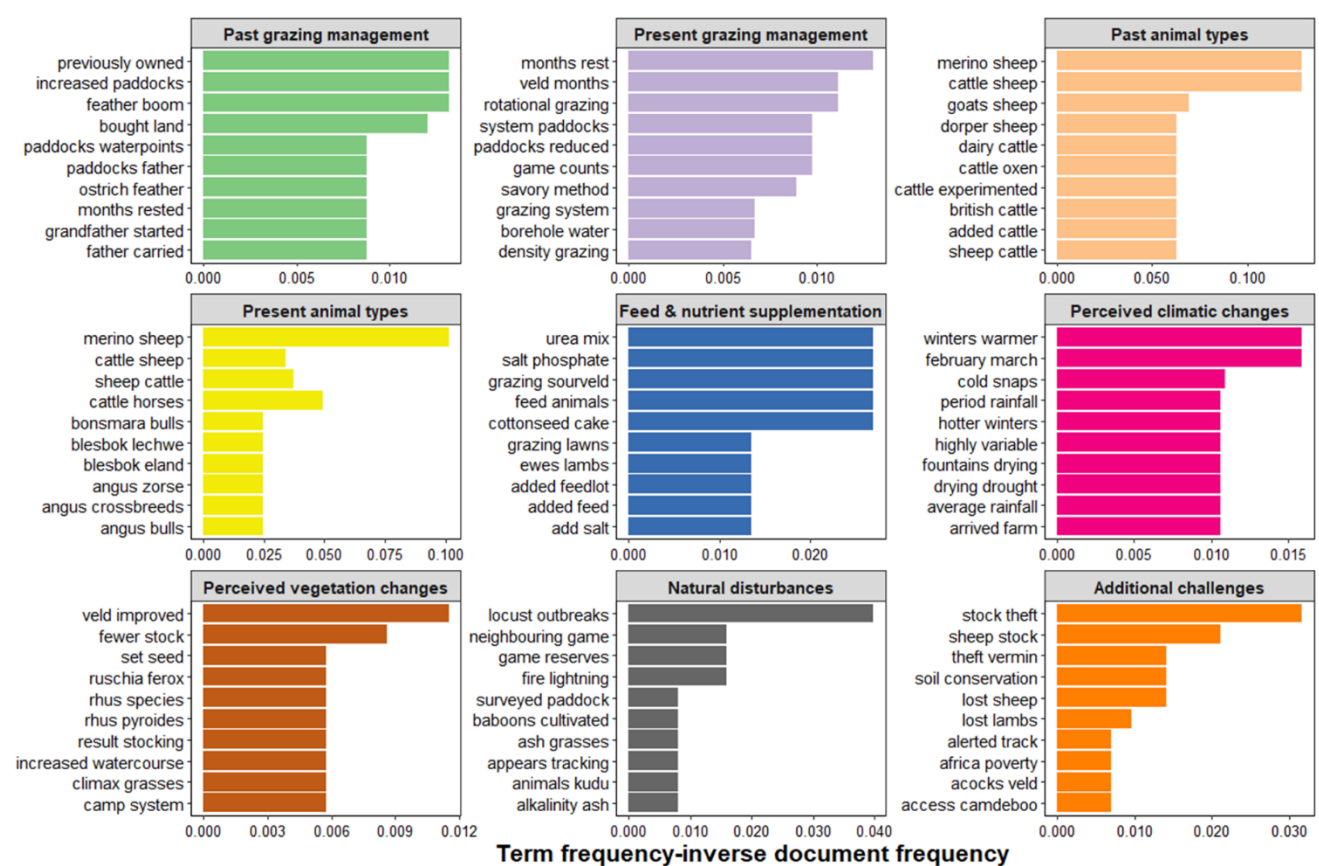 Past grazing management
previously owned
increased paddocks
feather boom
bought land
paddocks waterpoints
paddocks father
ostrich feather
months rested
grandfather started
father carried
0.000 0.005 0.010
Present grazing management
months rest
veld months
rotational grazing
system paddocks
paddocks reduced
game counts
savory method
grazing system
borehole water
density grazing
0.000 0.005 0.010
Past animal types
merino sheep
cattle sheep
goats sheep
dorper sheep
dairy cattle
cattle oxen
cattle experimented
british cattle
added cattle
sheep cattle
0.000 0.050 0.100
Present animal types
merino sheep
cattle sheep
sheep cattle
cattle horses
bonsmara bulls
blesbok lechwe
blesbok eland
angus zorse
angus crossbreeds
angus bulls
0.000 0.025 0.050 0.075 0.100
Feed & nutrient supplementation
urea mix
salt phosphate
grazing sourveld
feed animals
cottonseed cake
grazing lawns
ewes lambs
added feedlot
added feed
add salt
0.000 0.010 0.020
Perceived climatic changes
winters warmer
february march
cold snaps
period rainfall
hotter winters
highly variable
fountains drying
drying drought
average rainfall
arrived farm
0.000 0.005 0.010 0.015
Perceived vegetation changes
veld improved
fewer stock
set seed
ruschia ferox
rhus species
rhus pyroides
result stocking
increased watercourse
climax grasses
camp system
0.000 0.003 0.006 0.009 0.012
Natural disturbances
locust outbreaks
neighbouring game
game reserves
fire lightning
surveyed paddock
baboons cultivated
ash grasses
appears tracking
animals kudu
alkalinity ash
0.000 0.010 0.020 0.030 0.040
Additional challenges
stock theft
sheep stock
theft vermin
soil conservation
lost sheep
lost lambs
alerted track
africa poverty
acocks veld
access camdeboo
0.000 0.010 0.020 0.030
Term frequency-inverse document frequency